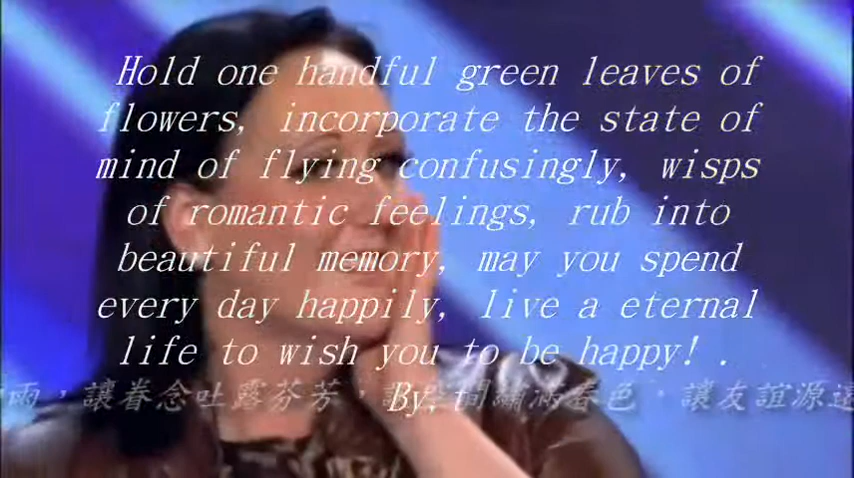 Hold one handful green leaves of
flowers, incorporate the state of
mind of flying confusingly, wisps
of romantic feelings, rub into
beautiful memory, may you spend
every day happily, live a eternal
life to wish you to be happy! .
雨，讓眷念吐露芬芳，間繡滿春色，讓友誼源遠
By,